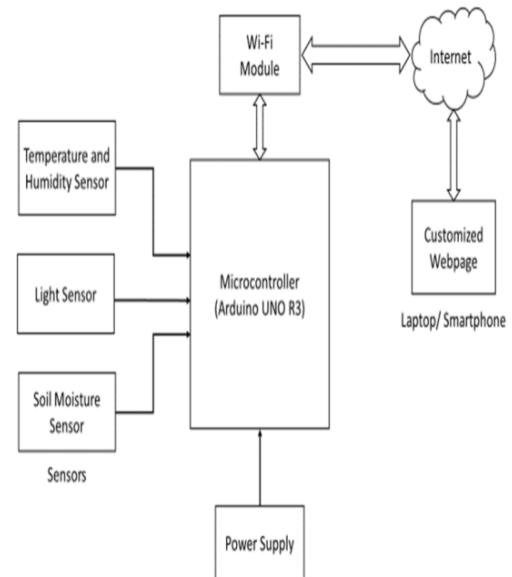 Wi-Fi
Module
Internet
Temperature and
Humidity Sensor
Customized
Webpage
Light Sensor
Microcontroller
(Arduino UNO R3)
Laptop/ Smartphone
Soil Moisture
Sensor
Sensors
Power Supply